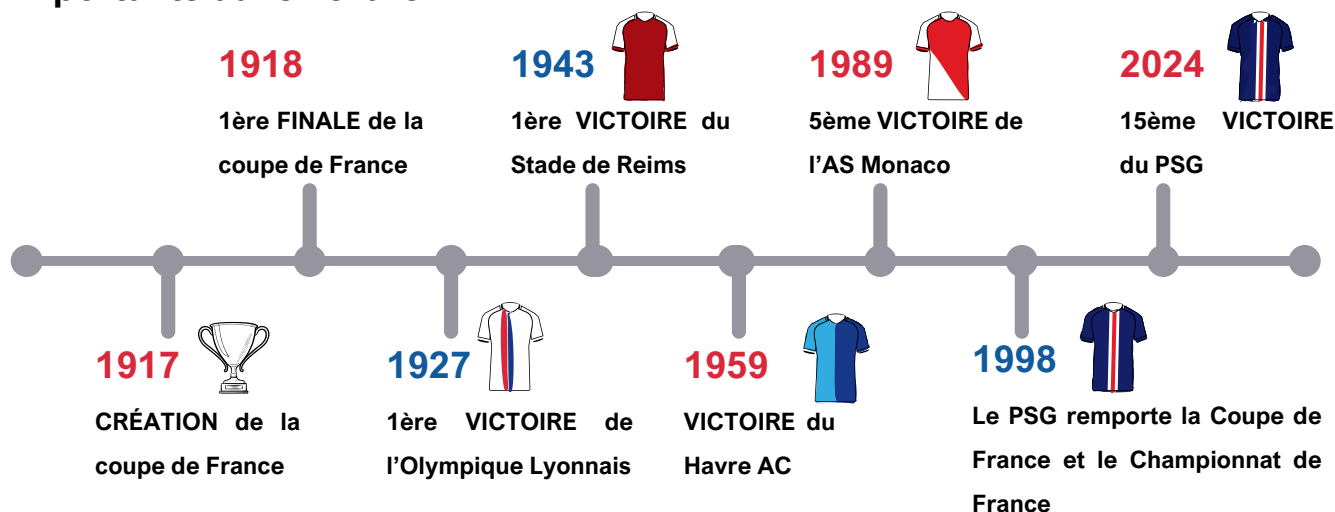 1918
1ère FINALE de la
coupe de France
1943
1ère VICTOIRE du
Stade de Reims
1989
5ème VICTOIRE de
l'AS Monaco
2024
15ème VICTOIRE
du PSG
1917
CRÉATION de la
coupe de France
1927
1ère VICTOIRE de
l'Olympique Lyonnais
1959
VICTOIRE du
Havre AC
1998
Le PSG remporte la Coupe de
France et le Championnat de
France